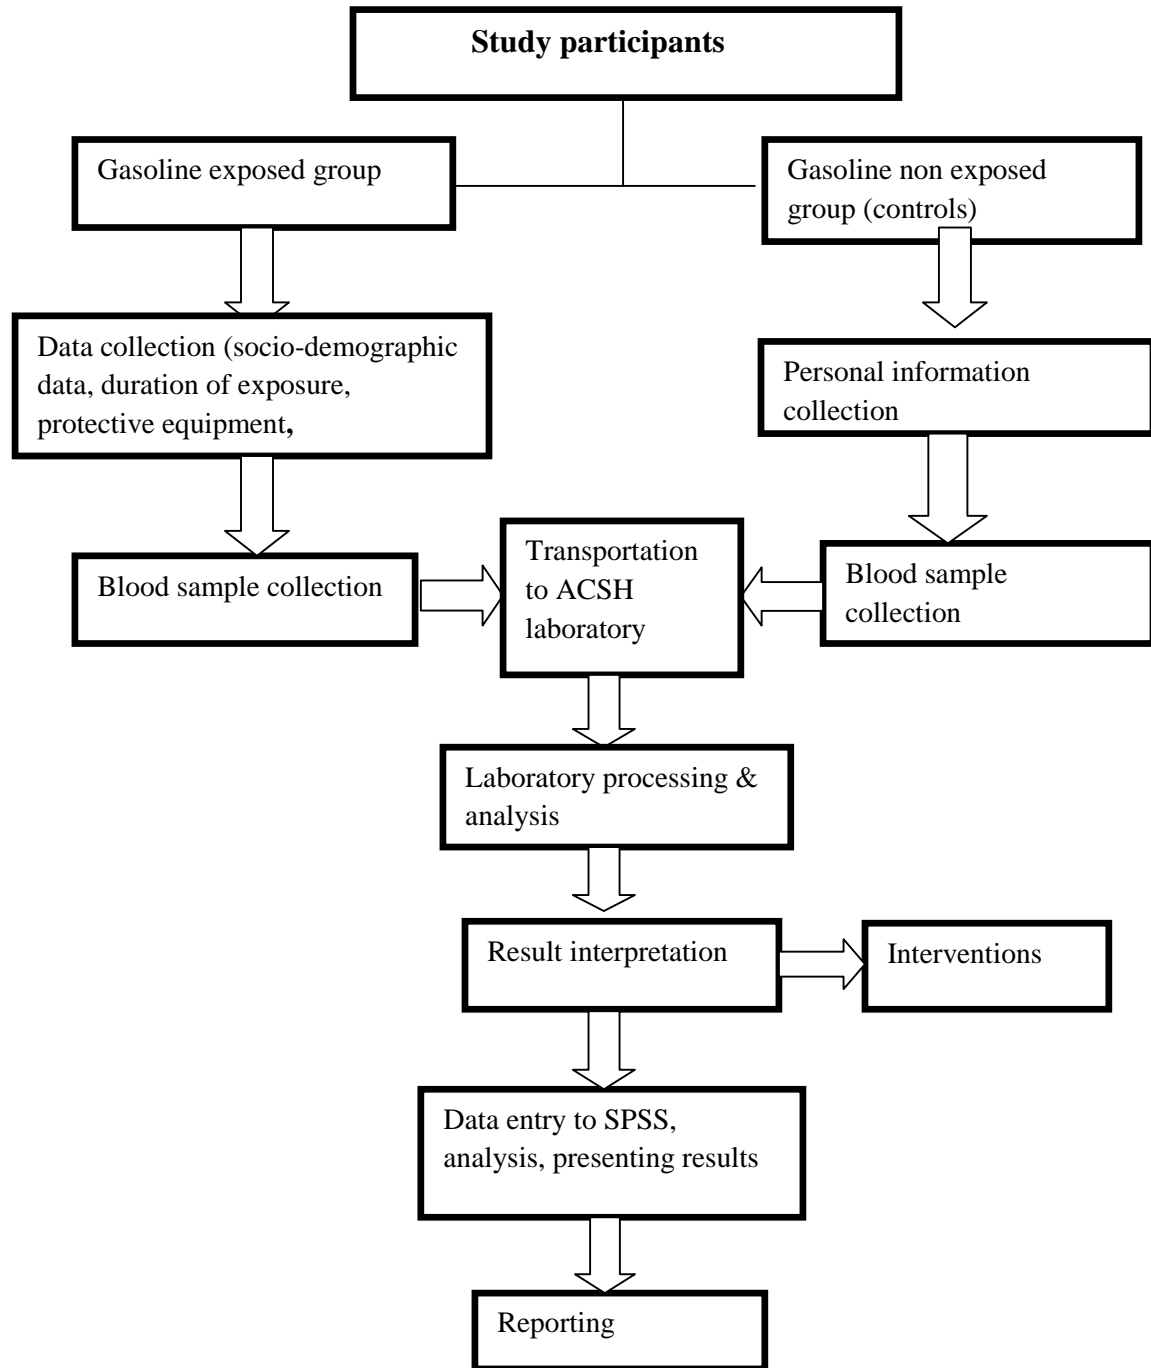 Study participants
Gasoline exposed group
Gasoline non exposed
group (controls)
Data collection (socio-demographic
data, duration of exposure,
protective equipment,
Personal information
collection
Blood sample collection
Transportation
to ACSH
laboratory
Blood sample
collection
Laboratory processing &
analysis
Result interpretation
Interventions
Data entry to SPSS,
analysis, presenting results
Reporting